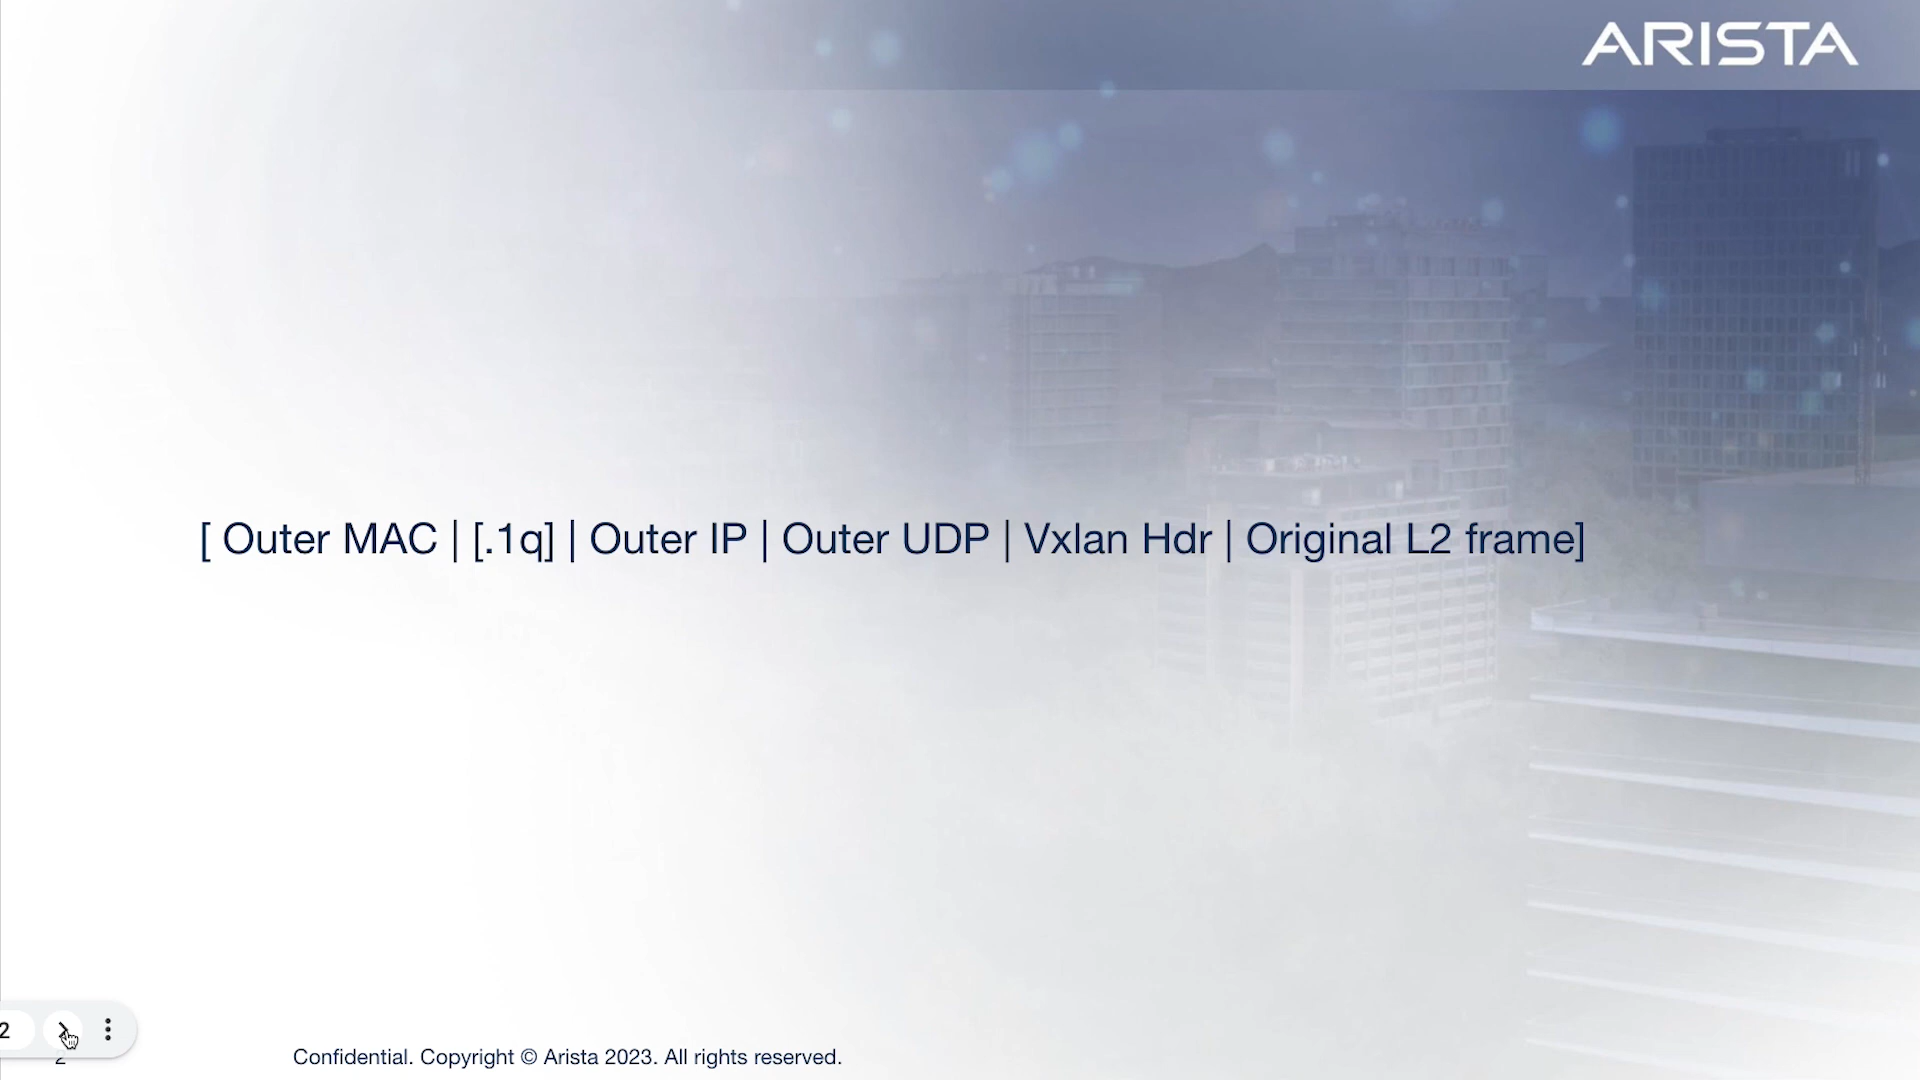 ARISTA
[ Outer MAC | [.1q] | Outer IP | Outer UDP | Vxlan Hdr | Original L2 frame]
2
2
Confidential. Copyright © Arista 2023. All rights reserved.